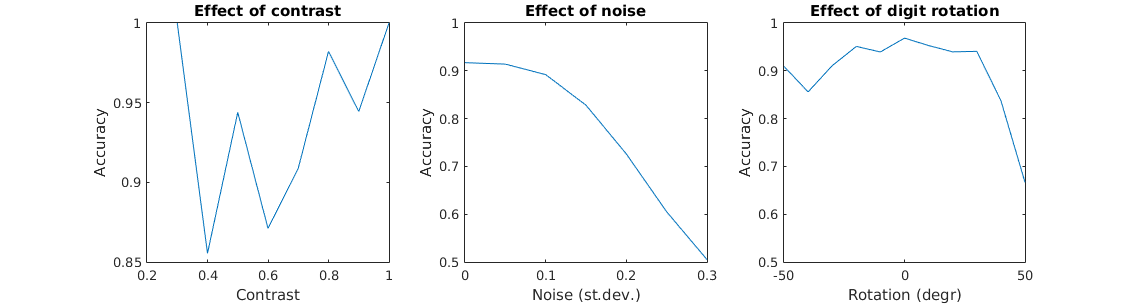 Effect of contrast
1
0.95
0.9
0.85
Accuracy
0.2 0.4 0.6 0.8 1
Contrast
Effect of noise
1
0.9
0.8
0.7
0.6
0.5
Accuracy
0 0.1 0.2 0.3
Noise (st.dev.)
Effect of digit rotation
1
0.9
0.8
0.7
0.6
0.5
Accuracy
-50 0 50
Rotation (degr)